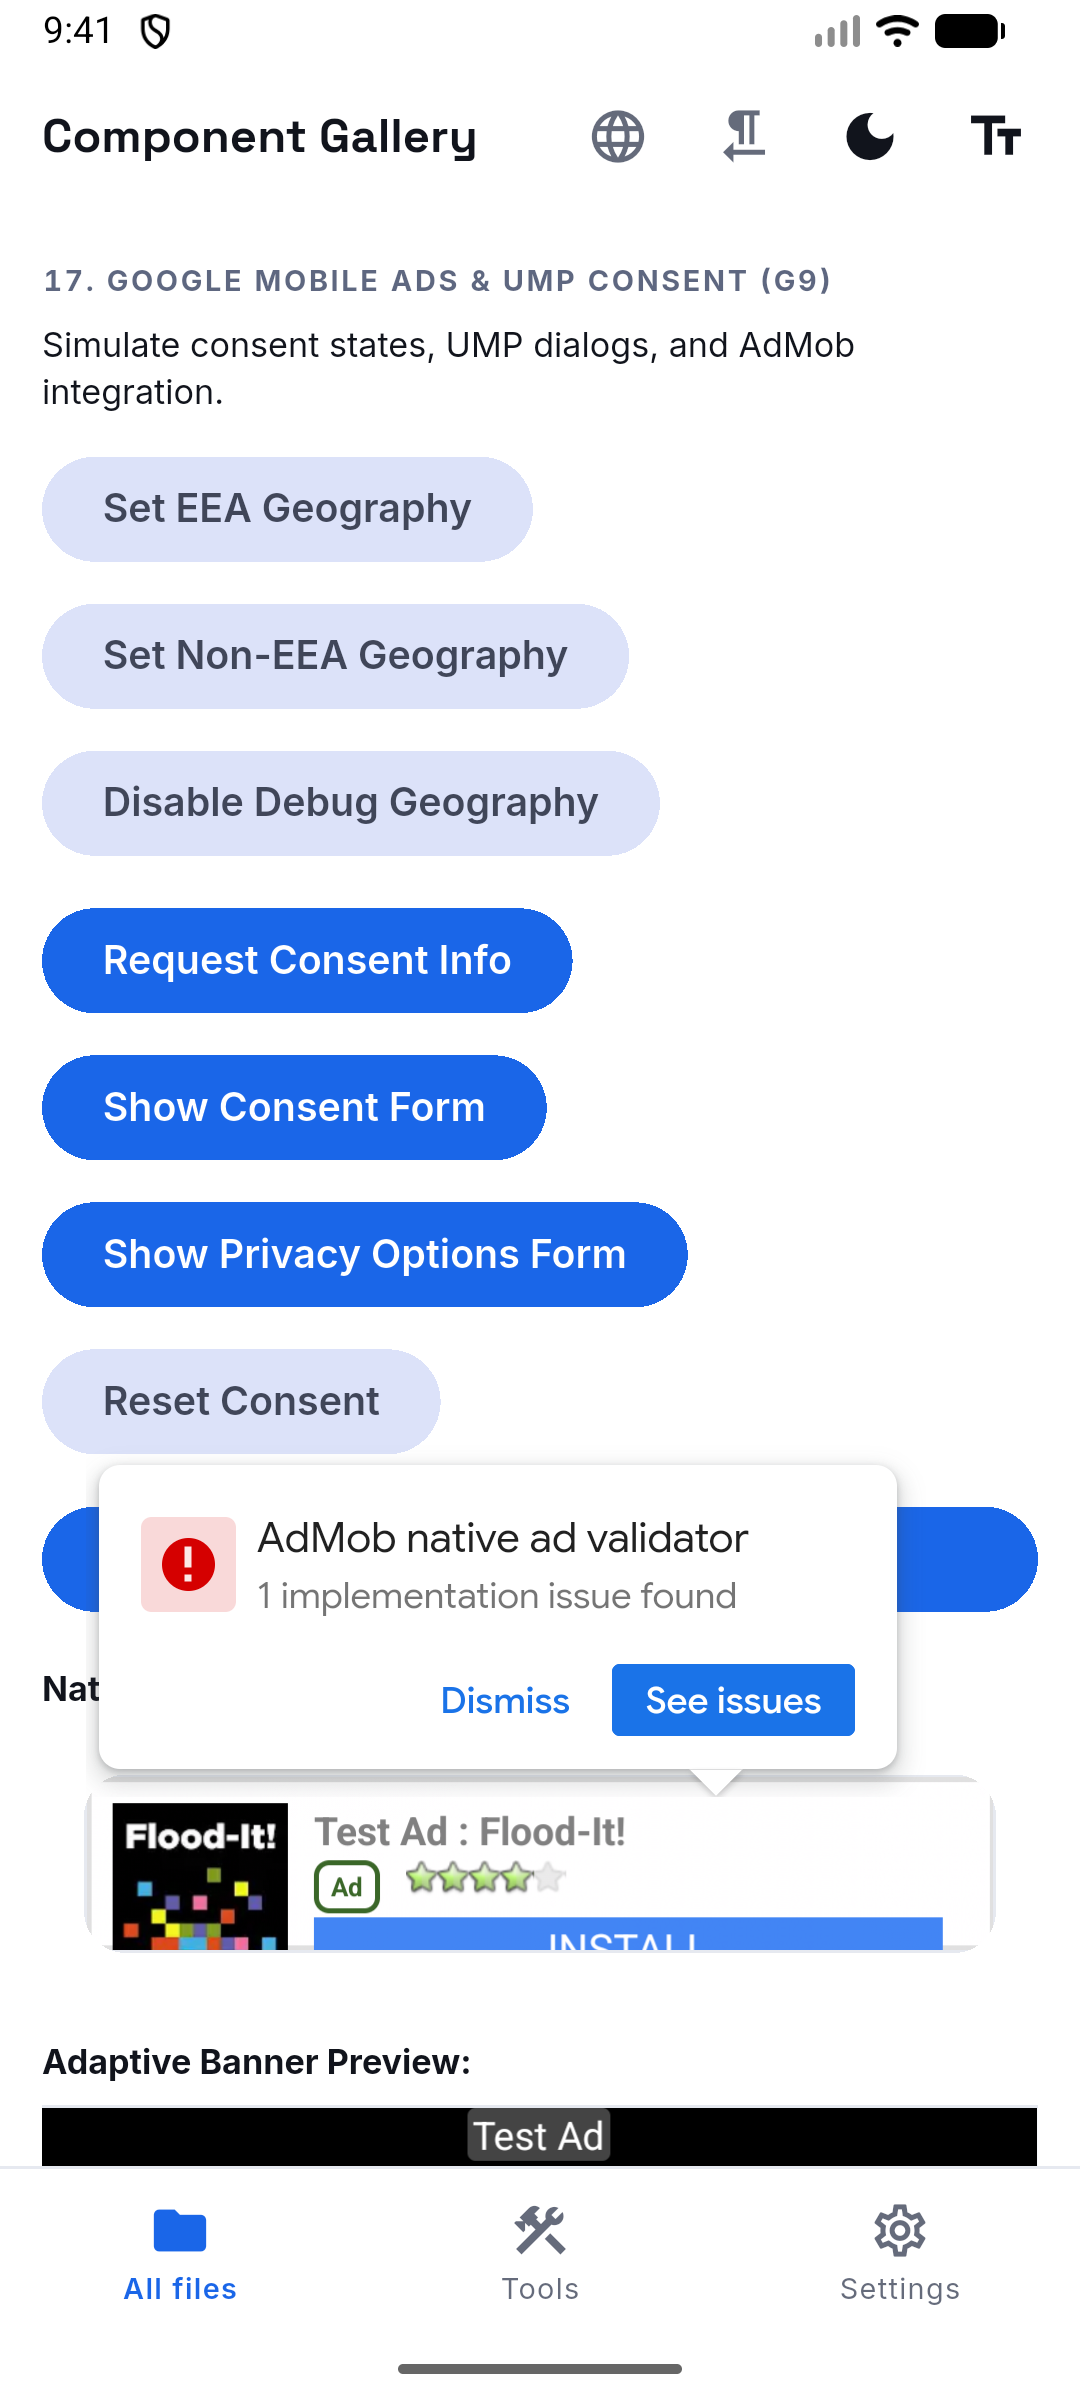 9:41
Component Gallery
17. GOOGLE MOBILE ADS & UMP CONSENT (G9)
Simulate consent states, UMP dialogs, and AdMob
integration.
Set EEA Geography
Set Non-EEA Geography
Disable Debug Geography
Request Consent Info
Show Consent Form
Show Privacy Options Form
Reset Consent
AdMob native ad validator
1 implementation issue found
Dismiss
See issues
Nat
Flood-It!
Test Ad : Flood-It!
Ad
INSTALL
Adaptive Banner Preview:
Test Ad
All files
Tools
Settings